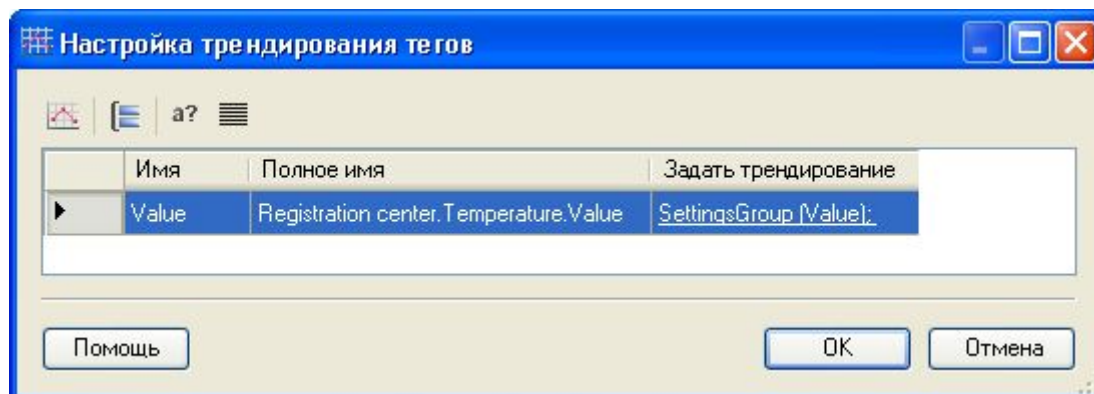 Настройка трендирования тегов
a?
Имя Полное имя Задать трендирование
Value Registration center.Temperature.Value SettingsGroup (Value);
Помощь OK Отмена